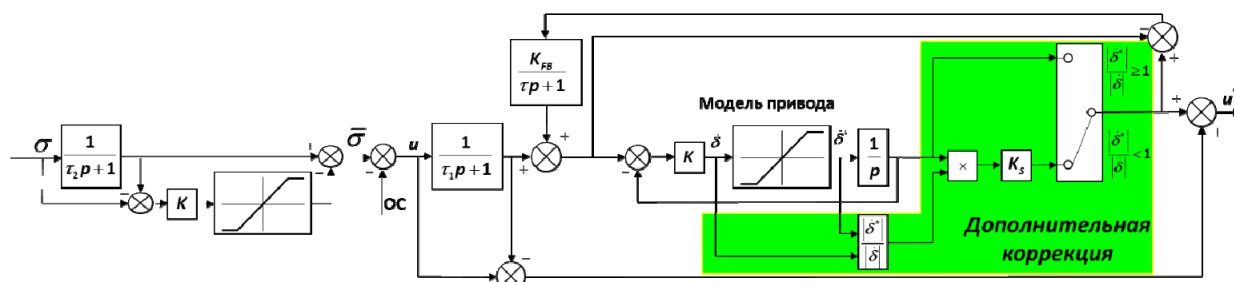 K_FB
τp+1
Модель привода
|δ̇*|
|δ̇|
≥1
σ
1
τ₂p+1
K
σ̄
ОС
u
1
τ₁p+1
K
δ̇
δ̇*
1
p
×
K_s
|δ̇*|
|δ̇|
<1
u*
|δ̇*|
|δ̇|
Дополнительная
коррекция